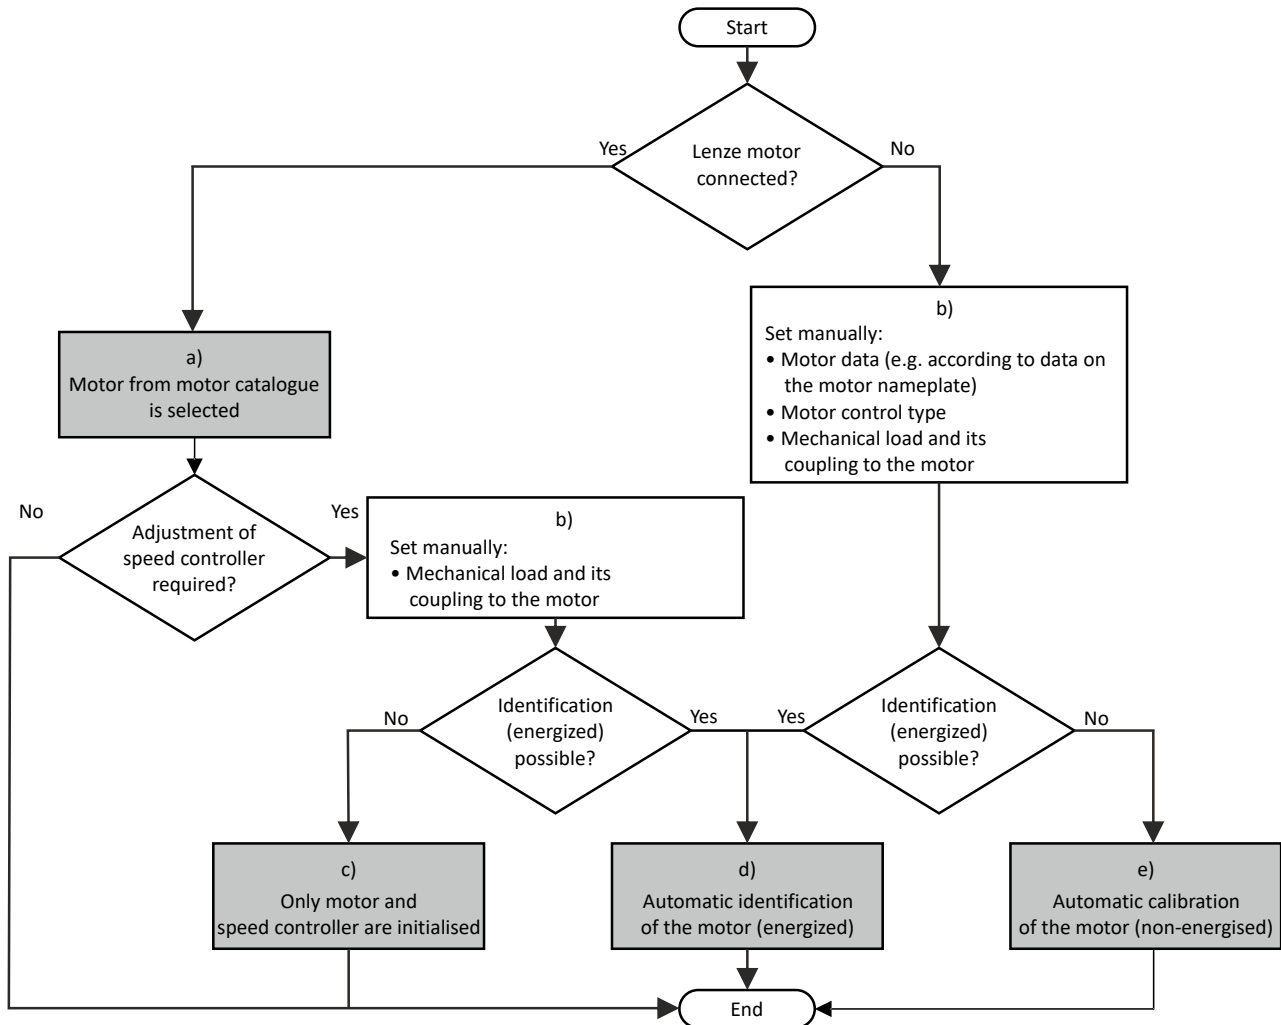 Start
Lenze motor
connected?
Yes
No
a)
Motor from motor catalogue
is selected
b)
Set manually:
• Motor data (e.g. according to data on
the motor nameplate)
• Motor control type
• Mechanical load and its
coupling to the motor
No
Adjustment of
speed controller
required?
Yes
b)
Set manually:
• Mechanical load and its
coupling to the motor
No
Identification
(energized)
possible?
Yes
Yes
Identification
(energized)
possible?
No
c)
Only motor and
speed controller are initialised
d)
Automatic identification
of the motor (energized)
e)
Automatic calibration
of the motor (non-energised)
End